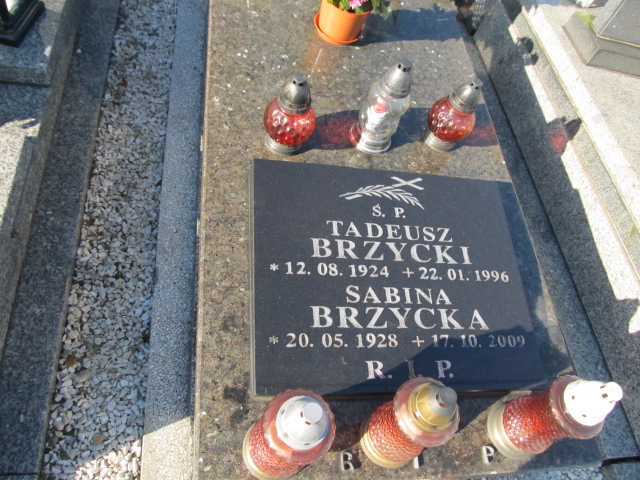 Ś. P.
TADEUSZ
BRZYCKI
* 12. 08. 1924 + 22. 01. 1996
SABINA
BRZYCKA
* 20. 05. 1928 + 17. 10. 2009
R. I. P.
R I P